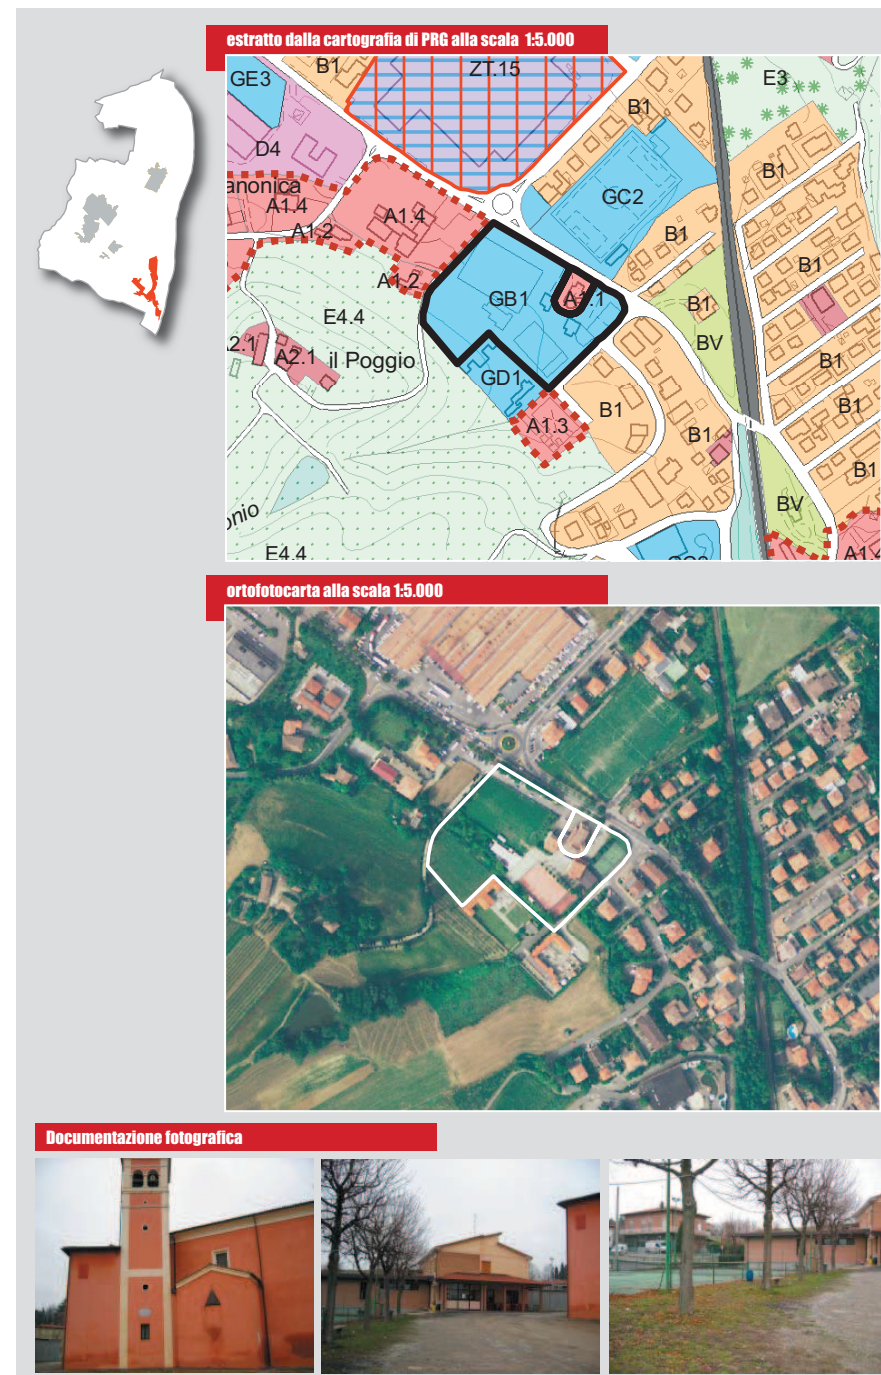 estratto dalla cartografia di PRG alla scala 1:5.000
GE3
B1
ZT.15
E3
B1
D4
B1
anonica
A1.4
GC2
A1.4
A1.2
B1
A1.2
B1
GB1
A1.1
B1
E4.4
BV
A2.1
il Poggio
B1
GD1
B1
B1
A1.3
B1
B1
BV
onio
E4.4
ortofotocarta alla scala 1:5.000
Documentazione fotografica